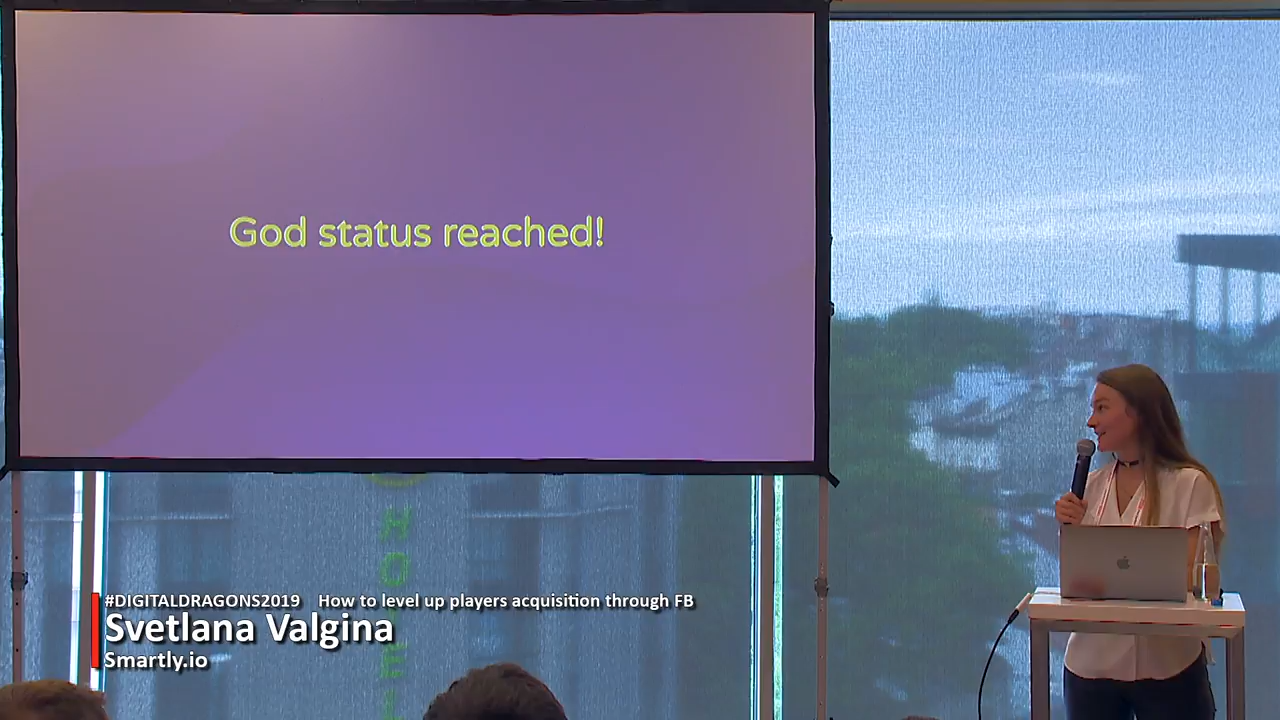 God status reached!
#DIGITALDRAGONS2019 How to level up players acquisition through FB
Svetlana Valgina
Smartly.io